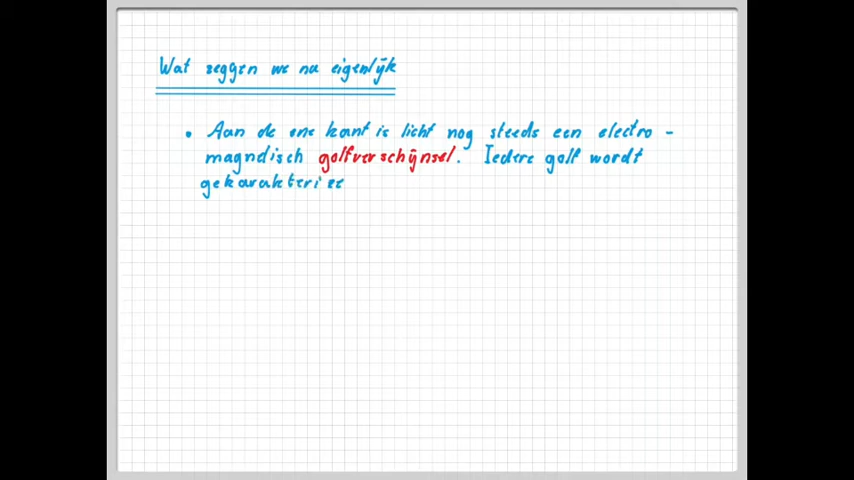 Wat zeggen we nu eigenlijk
• Aan de ene kant is licht nog steeds een electro -
magnetisch golfverschijnsel. Iedere golf wordt
gekarakterisee